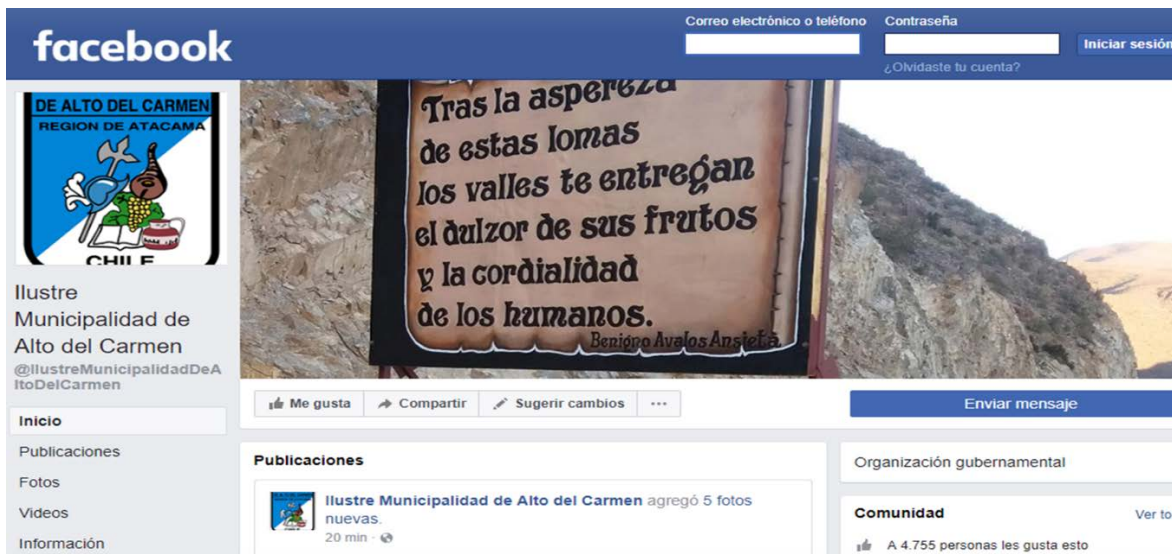 facebook
Correo electrónico o teléfono
Contraseña
Iniciar sesión
¿Olvidaste tu cuenta?
DE ALTO DEL CARMEN
REGION DE ATACAMA
CHILE
Ilustre
Municipalidad de
Alto del Carmen
@IlustreMunicipalidadDeA
ltoDelCarmen
Inicio
Publicaciones
Fotos
Videos
Información
Tras la aspereza
de estas lomas
los valles te entregan
el dulzor de sus frutos
y la cordialidad
de los humanos.
Benigno Avalos Ansieta
Me gusta
Compartir
Sugerir cambios
...
Enviar mensaje
Publicaciones
Ilustre Municipalidad de Alto del Carmen agregó 5 fotos
nuevas.
20 min ·
Organización gubernamental
Comunidad
Ver to
A 4.755 personas les gusta esto